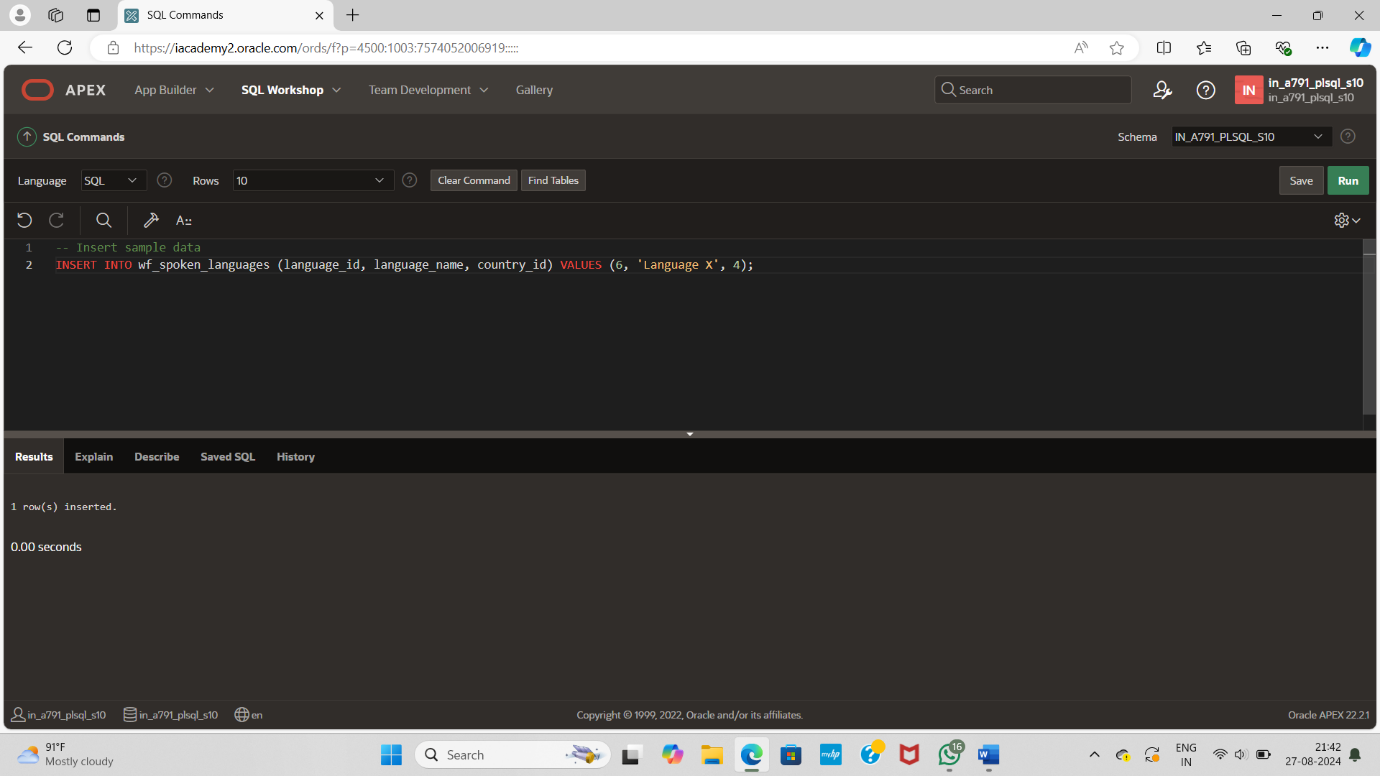 SQL Commands
https://iacademy2.oracle.com/ords/f?p=4500:1003:7574052006919:::::
APEX App Builder SQL Workshop Team Development Gallery Search IN in_a791_plsql_s10
in_a791_plsql_s10
SQL Commands Schema IN_A791_PLSQL_S10
Language SQL Rows 10 Clear Command Find Tables Save Run
A::
1 -- Insert sample data
2 INSERT INTO wf_spoken_languages (language_id, language_name, country_id) VALUES (6, 'Language X', 4);
Results Explain Describe Saved SQL History
1 row(s) inserted.
0.00 seconds
in_a791_plsql_s10 in_a791_plsql_s10 en Copyright © 1999, 2022, Oracle and/or its affiliates. Oracle APEX 22.2.1
91°F
Mostly cloudy
Search
myhp
16
W
ENG
IN
21:42
27-08-2024